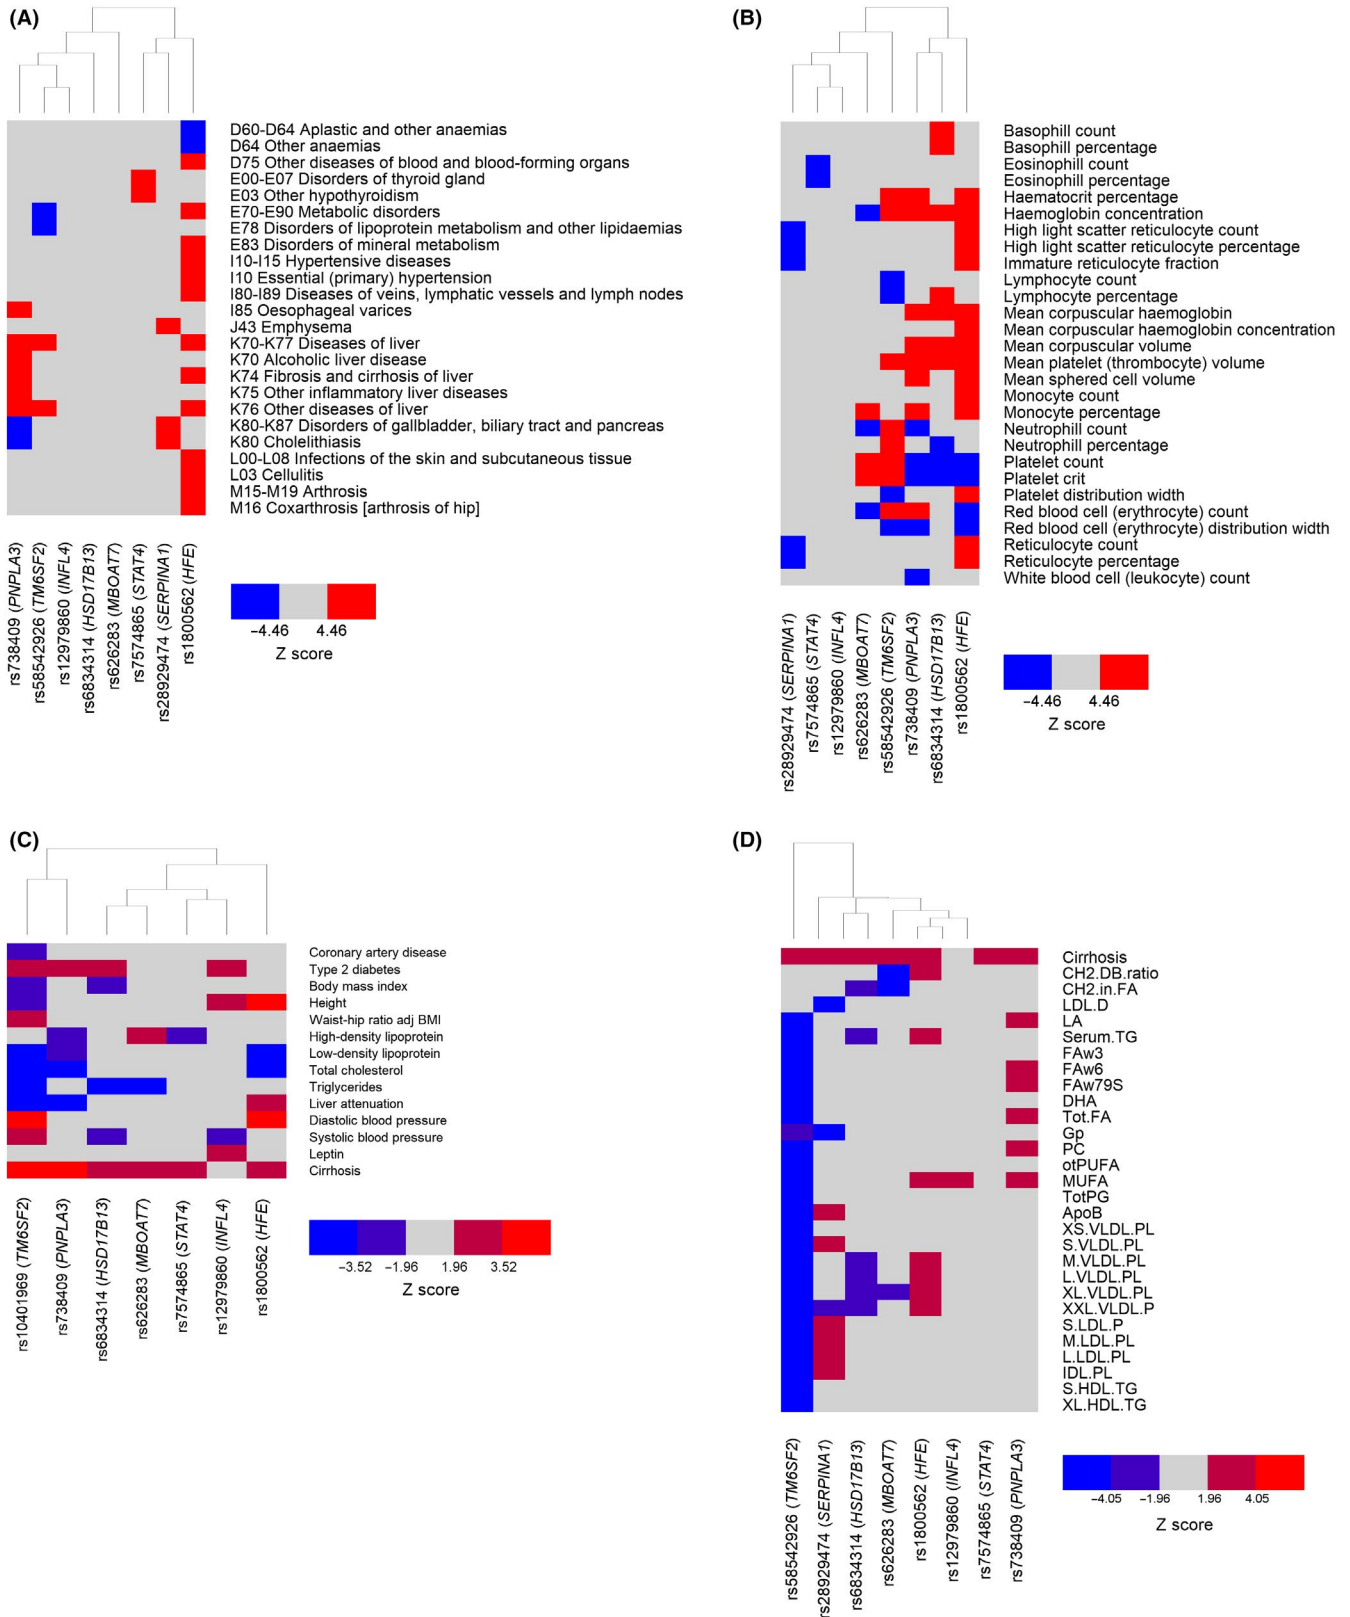 (A)
D60-D64 Aplastic and other anaemias
D64 Other anaemias
D75 Other diseases of blood and blood-forming organs
E00-E07 Disorders of thyroid gland
E03 Other hypothyroidism
E70-E90 Metabolic disorders
E78 Disorders of lipoprotein metabolism and other lipidaemias
E83 Disorders of mineral metabolism
I10-I15 Hypertensive diseases
I10 Essential (primary) hypertension
I80-I89 Diseases of veins, lymphatic vessels and lymph nodes
I85 Oesophageal varices
J43 Emphysema
K70-K77 Diseases of liver
K70 Alcoholic liver disease
K74 Fibrosis and cirrhosis of liver
K75 Other inflammatory liver diseases
K76 Other diseases of liver
K80-K87 Disorders of gallbladder, biliary tract and pancreas
K80 Cholelithiasis
L00-L08 Infections of the skin and subcutaneous tissue
L03 Cellulitis
M15-M19 Arthrosis
M16 Coxarthrosis [arthrosis of hip]
rs738409 (PNPLA3)
rs58542926 (TM6SF2)
rs12979860 (INFL4)
rs6834314 (HSD17B13)
rs626283 (MBOAT7)
rs7574865 (STAT4)
rs28929474 (SERPINA1)
rs1800562 (HFE)
−4.46 4.46
Z score
(B)
Basophill count
Basophill percentage
Eosinophill count
Eosinophill percentage
Haematocrit percentage
Haemoglobin concentration
High light scatter reticulocyte count
High light scatter reticulocyte percentage
Immature reticulocyte fraction
Lymphocyte count
Lymphocyte percentage
Mean corpuscular haemoglobin
Mean corpuscular haemoglobin concentration
Mean corpuscular volume
Mean platelet (thrombocyte) volume
Mean sphered cell volume
Monocyte count
Monocyte percentage
Neutrophill count
Neutrophill percentage
Platelet count
Platelet crit
Platelet distribution width
Red blood cell (erythrocyte) count
Red blood cell (erythrocyte) distribution width
Reticulocyte count
Reticulocyte percentage
White blood cell (leukocyte) count
rs28929474 (SERPINA1)
rs7574865 (STAT4)
rs12979860 (INFL4)
rs626283 (MBOAT7)
rs58542926 (TM6SF2)
rs738409 (PNPLA3)
rs6834314 (HSD17B13)
rs1800562 (HFE)
−4.46 4.46
Z score
(C)
Coronary artery disease
Type 2 diabetes
Body mass index
Height
Waist-hip ratio adj BMI
High-density lipoprotein
Low-density lipoprotein
Total cholesterol
Triglycerides
Liver attenuation
Diastolic blood pressure
Systolic blood pressure
Leptin
Cirrhosis
rs10401969 (TM6SF2)
rs738409 (PNPLA3)
rs6834314 (HSD17B13)
rs626283 (MBOAT7)
rs7574865 (STAT4)
rs12979860 (INFL4)
rs1800562 (HFE)
−3.52 −1.96 1.96 3.52
Z score
(D)
Cirrhosis
CH2.DB.ratio
CH2.in.FA
LDL.D
LA
Serum.TG
FAw3
FAw6
FAw79S
DHA
Tot.FA
Gp
PC
otPUFA
MUFA
TotPG
ApoB
XS.VLDL.PL
S.VLDL.PL
M.VLDL.PL
L.VLDL.PL
XL.VLDL.PL
XXL.VLDL.P
S.LDL.P
M.LDL.PL
L.LDL.PL
IDL.PL
S.HDL.TG
XL.HDL.TG
rs58542926 (TM6SF2)
rs28929474 (SERPINA1)
rs6834314 (HSD17B13)
rs626283 (MBOAT7)
rs1800562 (HFE)
rs12979860 (INFL4)
rs7574865 (STAT4)
rs738409 (PNPLA3)
−4.05 −1.96 1.96 4.05
Z score